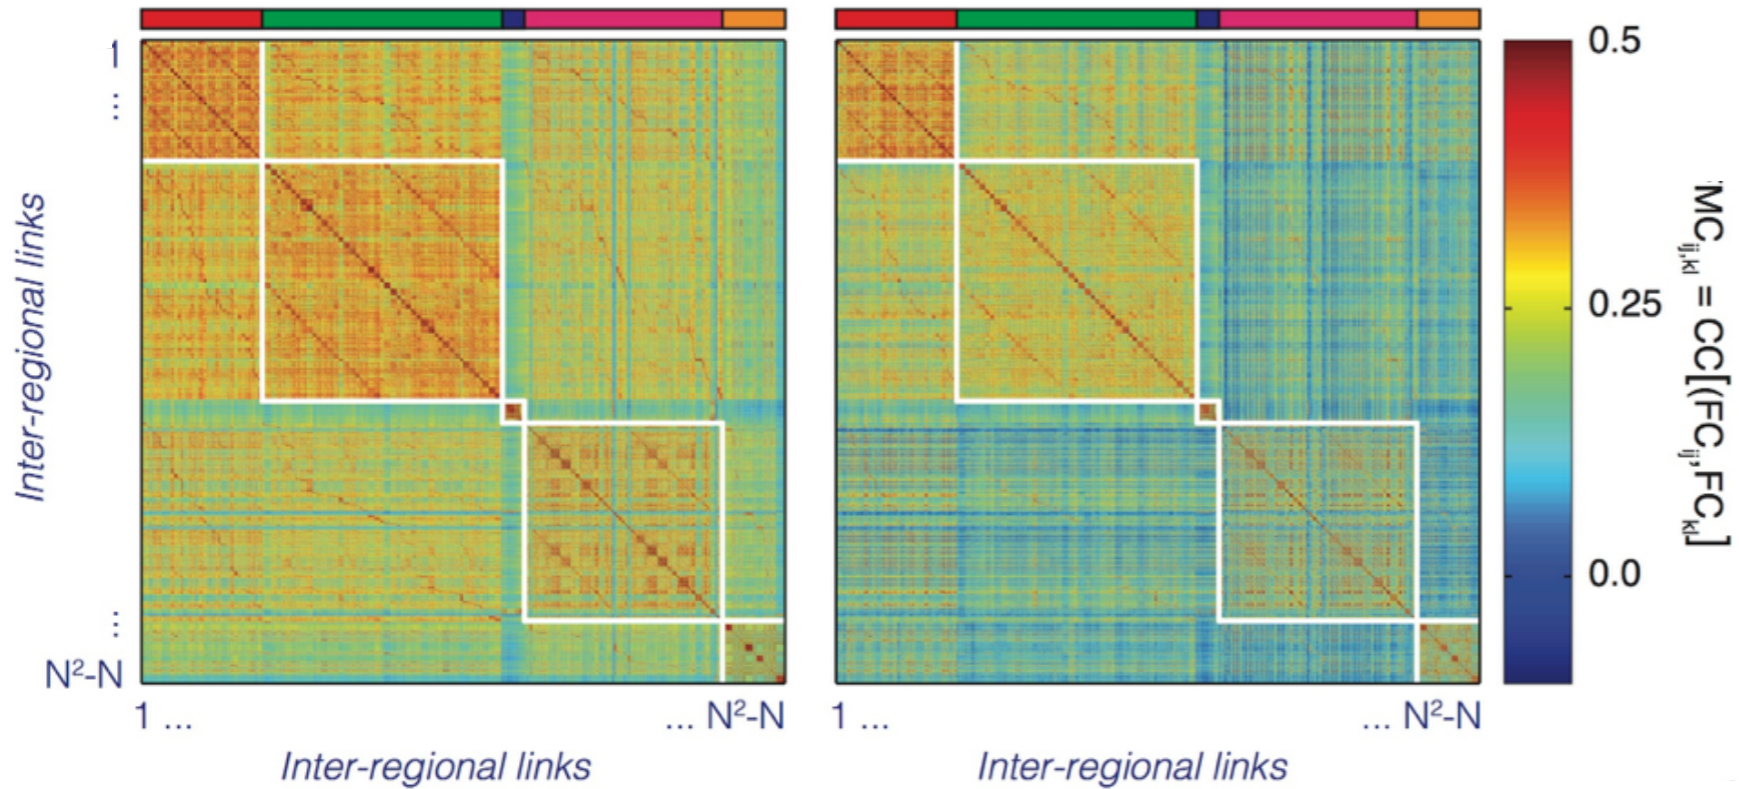 1
...
Inter-regional links
...
N²-N
1 ... ... N²-N
Inter-regional links
1 ... ... N²-N
Inter-regional links
0.5
0.25
0.0
MC_ij,kl = CC[(FC_ij,FC_kl]